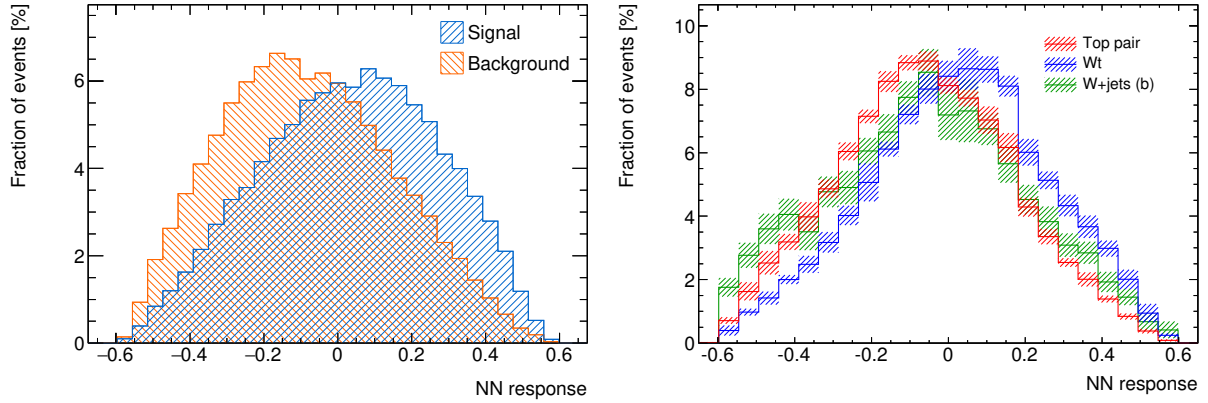 Fraction of events [%]
Signal
Background
6
4
2
0
−0.6 −0.4 −0.2 0 0.2 0.4 0.6
NN response
Fraction of events [%]
Top pair
Wt
W+jets (b)
10
8
6
4
2
0
-0.6 -0.4 -0.2 0 0.2 0.4 0.6
NN response